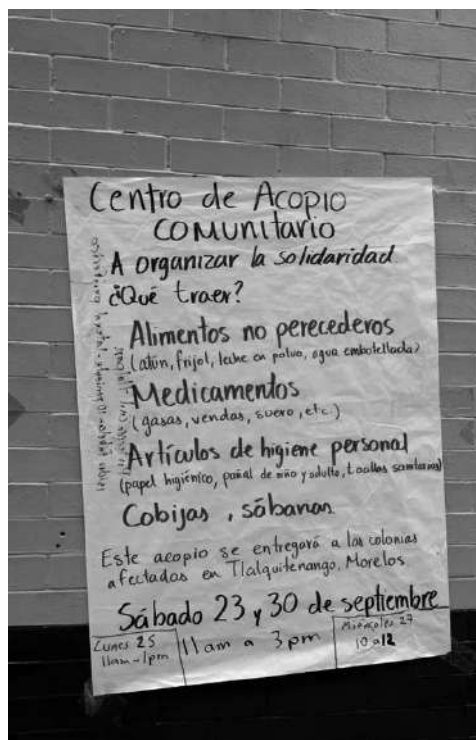 Centro de Acopio
COMUNITARIO
A organizar la solidaridad
¿Qué traer?
Alimentos no perecederos
(atún, frijol, leche en polvo, agua embotellada)
Medicamentos
(gasas, vendas, suero, etc.)
Artículos de higiene personal
(papel higiénico, pañal de niño y adulto, toallas sanitarias)
Cobijas, sábanas
Este acopio se entregará a las colonias
afectadas en Tlalquitenango, Morelos
Sábado 23 y 30 de septiembre
11am a 3pm
Lunes 25
11am - 1pm
Miércoles 27
10 a 12